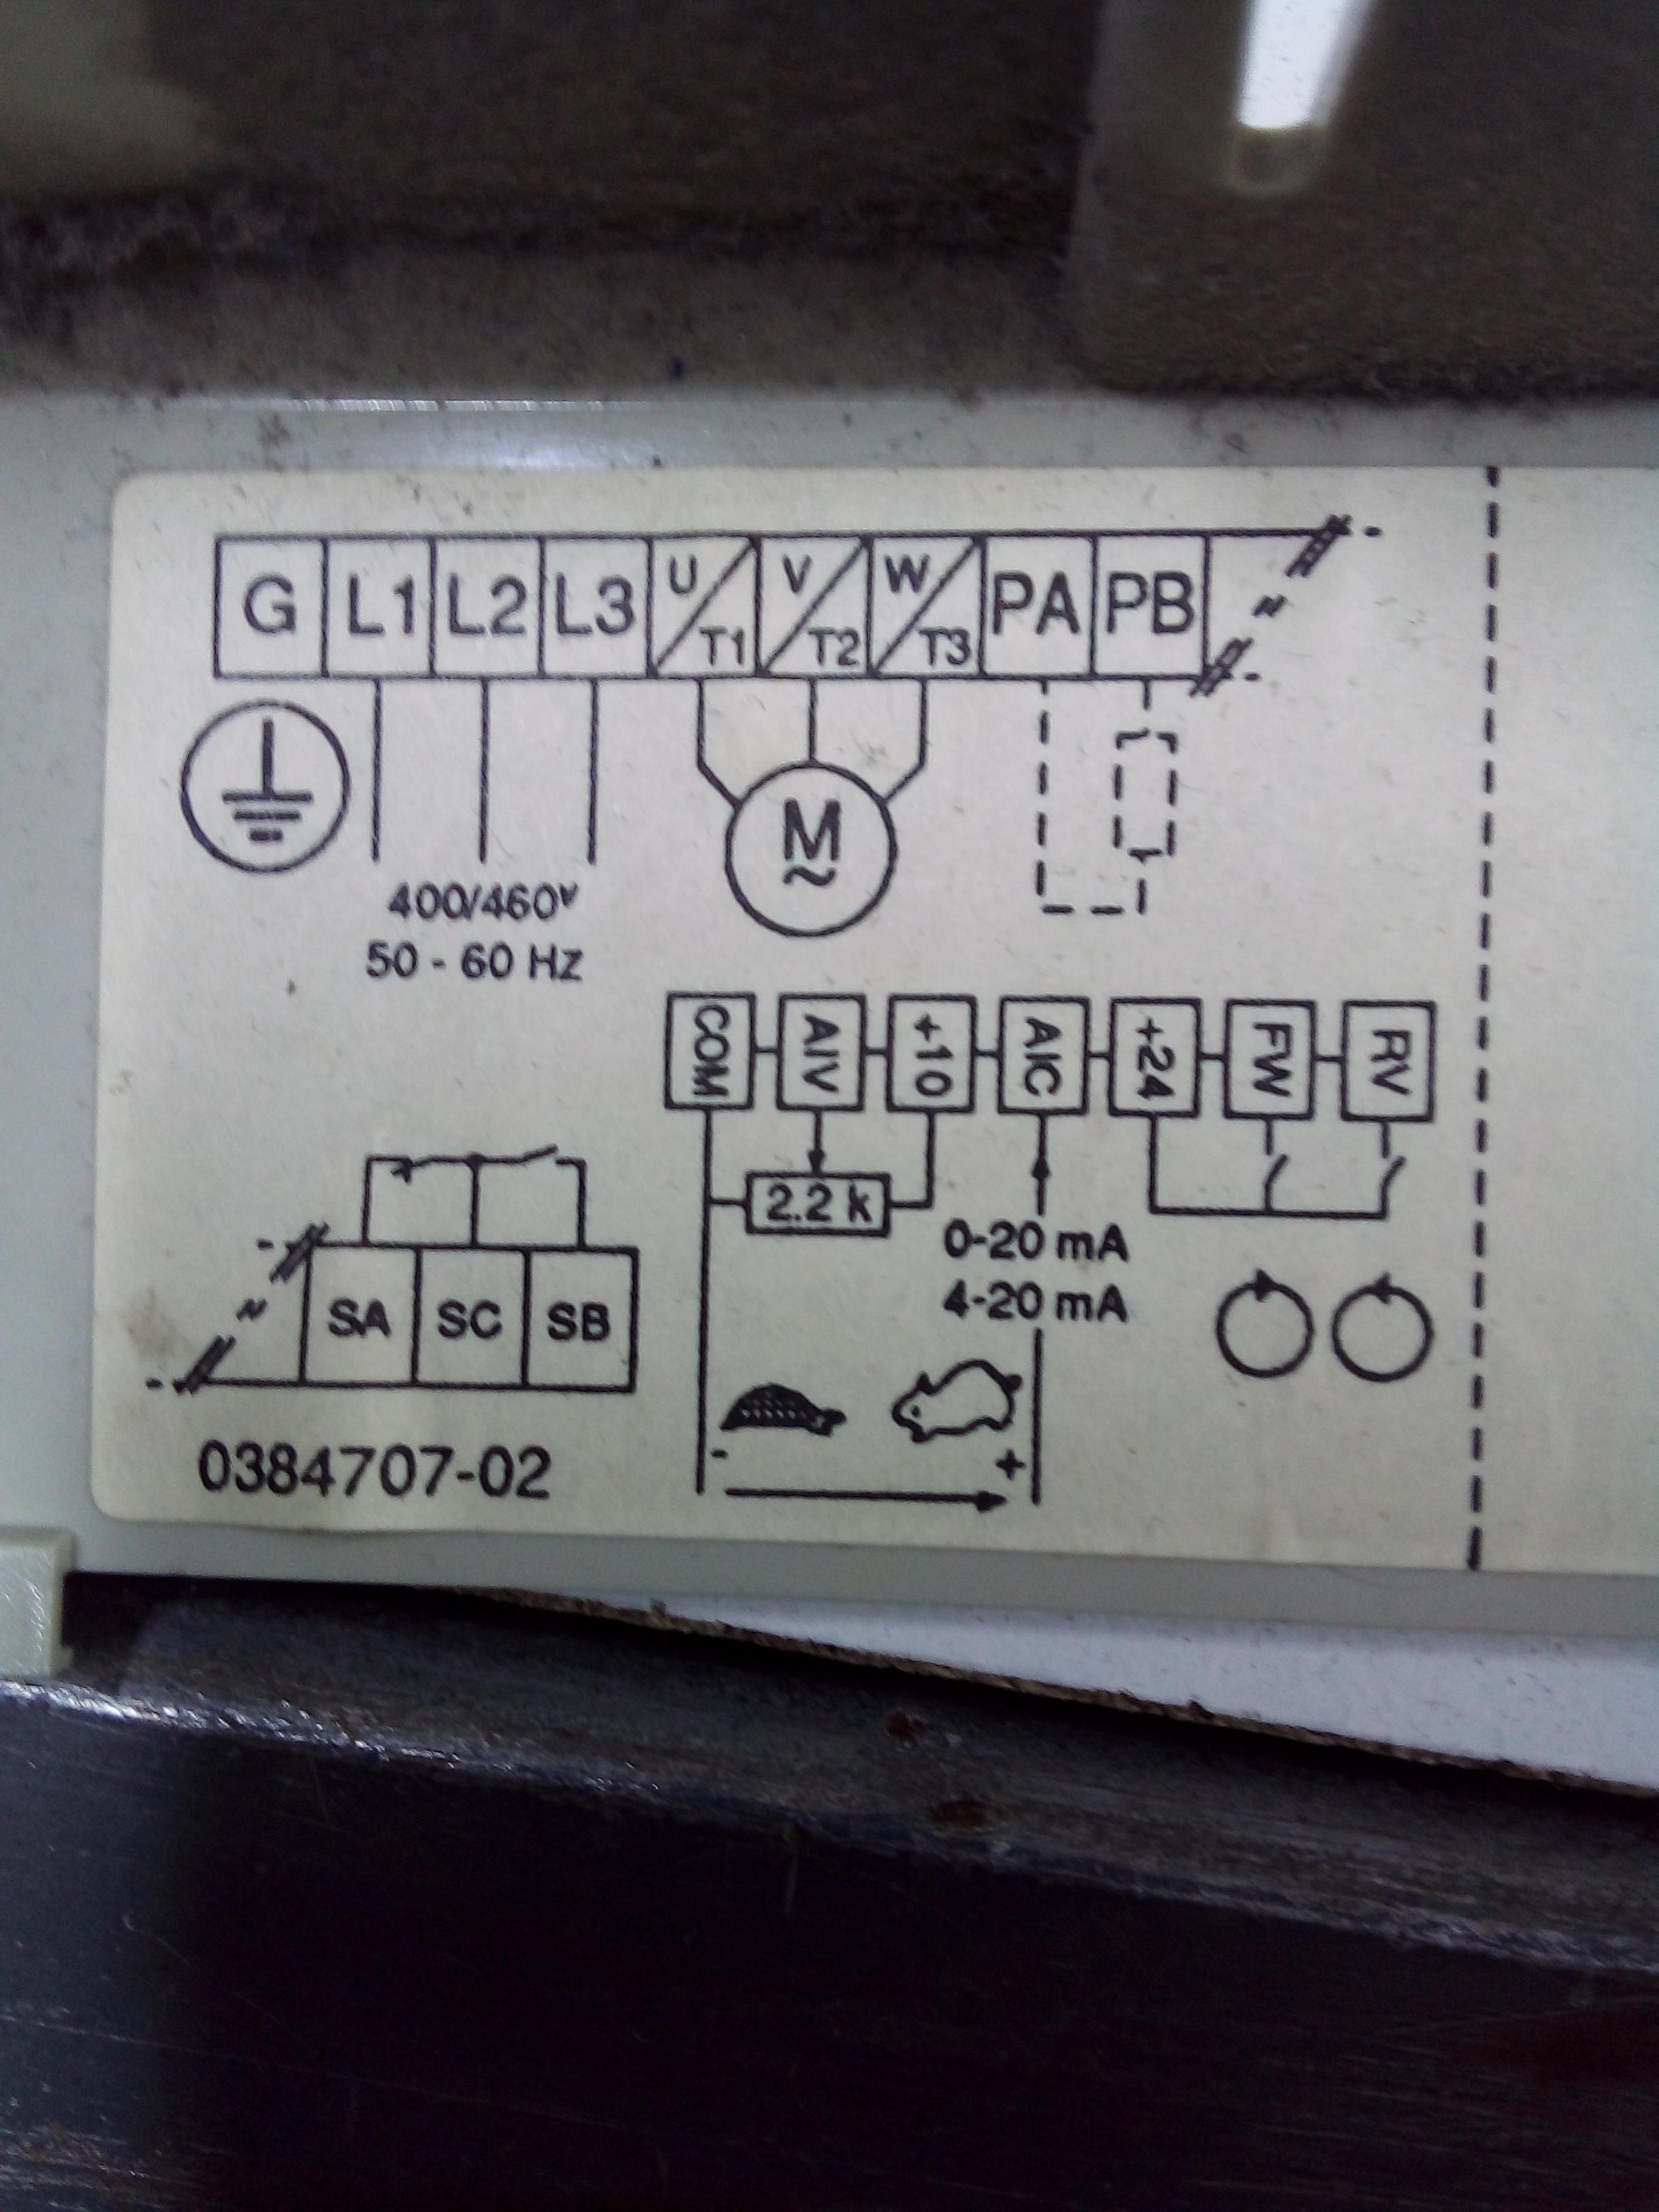 G L1 L2 L3 U/T1 V/T2 W/T3 PA PB
M
~
400/460V
50 - 60 Hz
COM AIV +10 AIC +24 FW RV
2.2 k
0-20 mA
4-20 mA
SA SC SB
- +
0384707-02